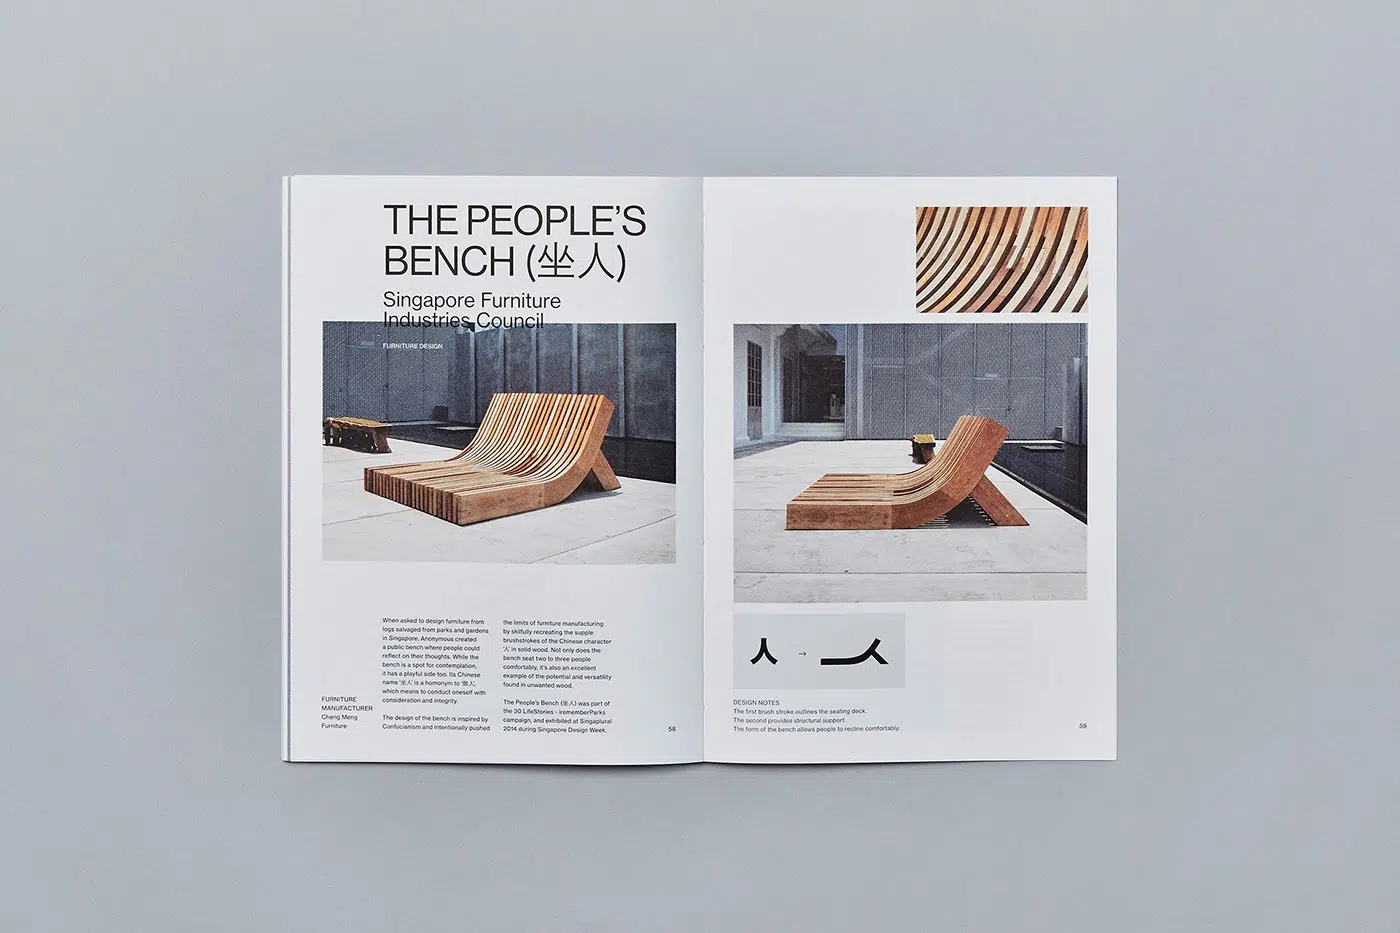 THE PEOPLE'S
BENCH (坐人)
Singapore Furniture
Industries Council
FURNITURE DESIGN
When asked to design furniture from
logs salvaged from parks and gardens
in Singapore, Anonymous created
a public bench where people could
reflect on their thoughts. While the
bench is a spot for contemplation,
it has a playful side too. Its Chinese
name '坐人' is a homonym to '做人',
which means to conduct oneself with
consideration and integrity.
The design of the bench is inspired by
Confucianism and intentionally pushed
the limits of furniture manufacturing
by skilfully recreating the supple
brushstrokes of the Chinese character
'人' in solid wood. Not only does the
bench seat two to three people
comfortably, it's also an excellent
example of the potential and versatility
found in unwanted wood.
The People's Bench (坐人) was part of
the 30 LifeStories - irememberParks
campaign, and exhibited at Singaplural
2014 during Singapore Design Week.
FURNITURE
MANUFACTURER
Cheng Meng
Furniture
58
人 →
DESIGN NOTES
The first brush stroke outlines the seating deck.
The second provides structural support.
The form of the bench allows people to recline comfortably.
59